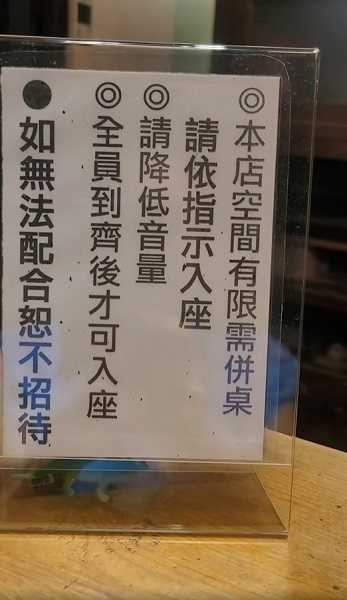 ◎本店空間有限需併桌
請依指示入座
◎請降低音量
◎全員到齊後才可入座
●如無法配合恕不招待